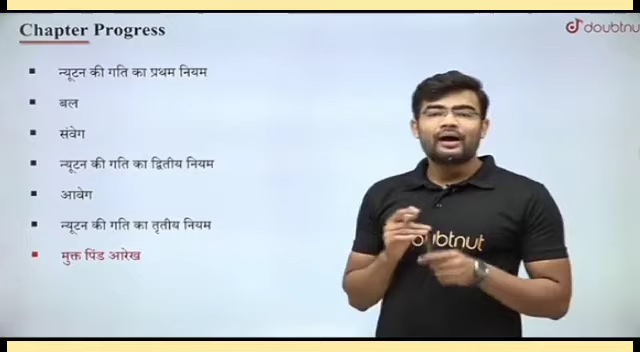 Chapter Progress
doubtnut
न्यूटन की गति का प्रथम नियम
बल
संवेग
न्यूटन की गति का द्वितीय नियम
आवेग
न्यूटन की गति का तृतीय नियम
मुक्त पिंड आरेख
doubtnut